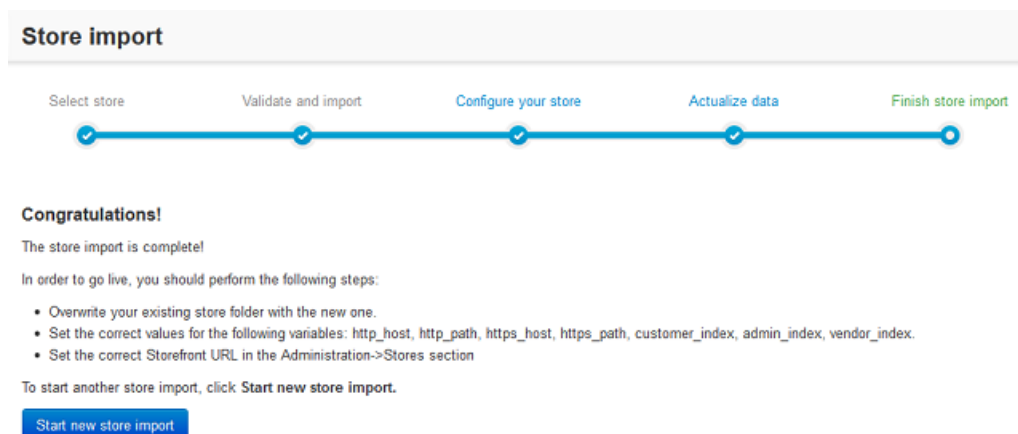 Store import
Select store Validate and import Configure your store Actualize data Finish store import
Congratulations!
The store import is complete!
In order to go live, you should perform the following steps:
• Overwrite your existing store folder with the new one.
• Set the correct values for the following variables: http_host, http_path, https_host, https_path, customer_index, admin_index, vendor_index.
• Set the correct Storefront URL in the Administration->Stores section
To start another store import, click Start new store import.
Start new store import